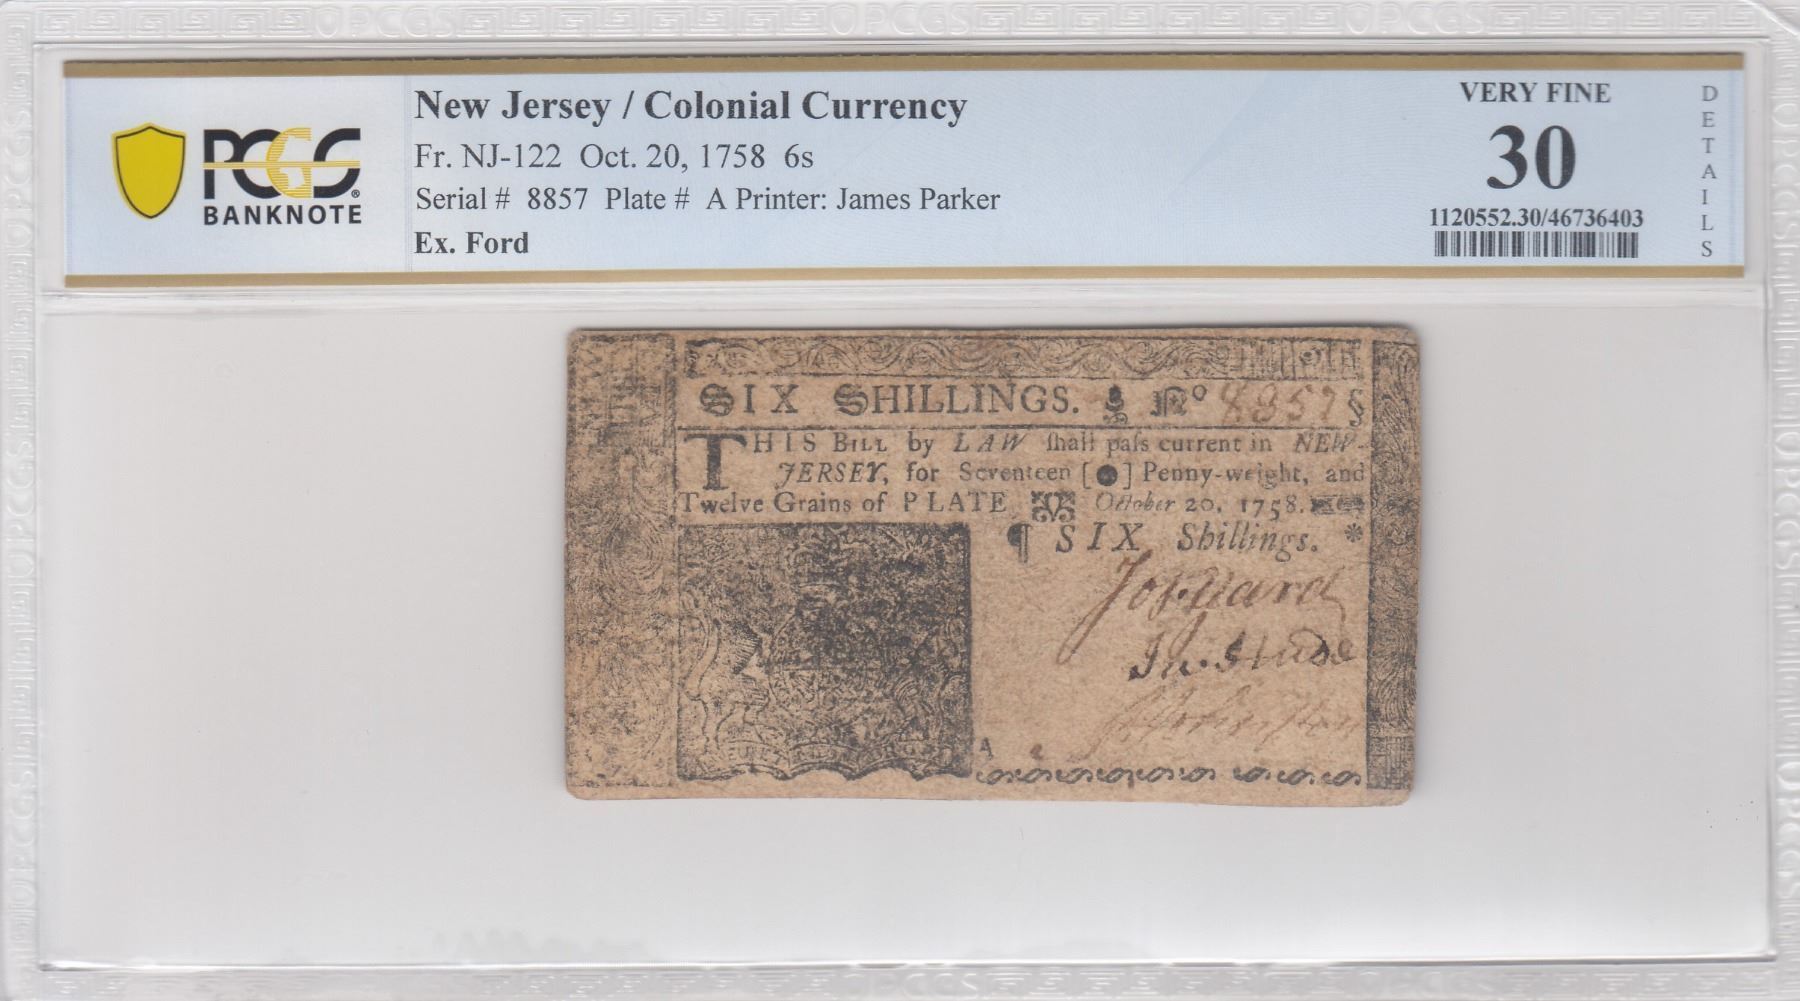 New Jersey / Colonial Currency
Fr. NJ-122 Oct. 20, 1758 6s
Serial # 8857 Plate # A Printer: James Parker
Ex. Ford
PCGS
BANKNOTE
VERY FINE
30
1120552.30/46736403
DETAILS
SIX SHILLINGS. No 8857 §
THIS BILL by LAW ſhall paſs current in NEW-
JERSEY, for Seventeen [●] Penny-weight, and
Twelve Grains of PLATE. October 20, 1758.
¶ SIX Shillings. *
A